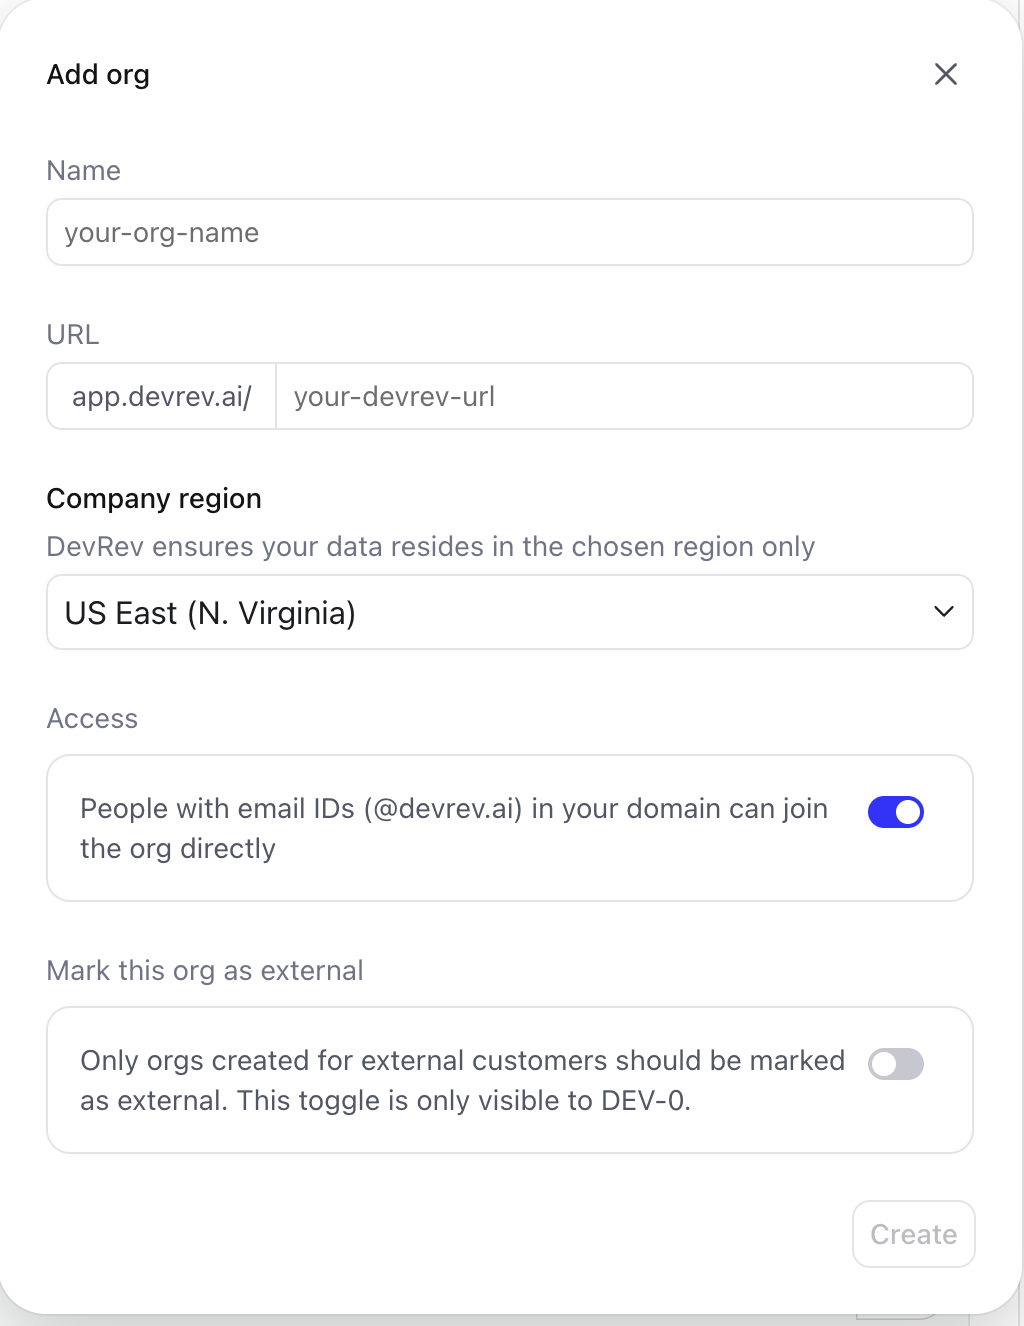 Add org
Name
your-org-name
URL
app.devrev.ai/ your-devrev-url
Company region
DevRev ensures your data resides in the chosen region only
US East (N. Virginia)
Access
People with email IDs (@devrev.ai) in your domain can join
the org directly
Mark this org as external
Only orgs created for external customers should be marked
as external. This toggle is only visible to DEV-0.
Create